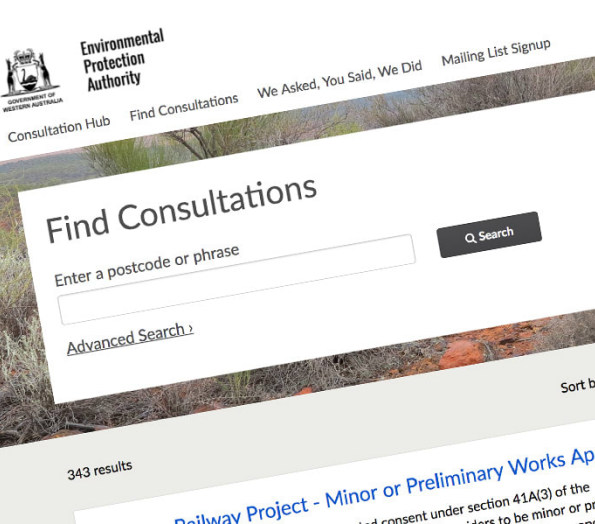 Environmental
Protection
Authority
GOVERNMENT OF
WESTERN AUSTRALIA
Consultation Hub Find Consultations We Asked, You Said, We Did Mailing List Signup
Find Consultations
Enter a postcode or phrase
Search
Advanced Search ›
Sort b
343 results
Railway Project - Minor or Preliminary Works Ap
consent under section 41A(3) of the
to be minor or pr